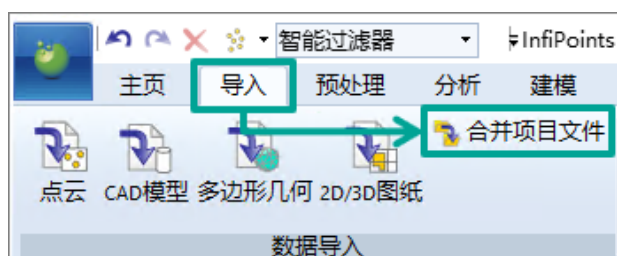 智能过滤器 InfiPoints
主页 导入 预处理 分析 建模
合并项目文件
点云 CAD模型 多边形几何 2D/3D图纸
数据导入